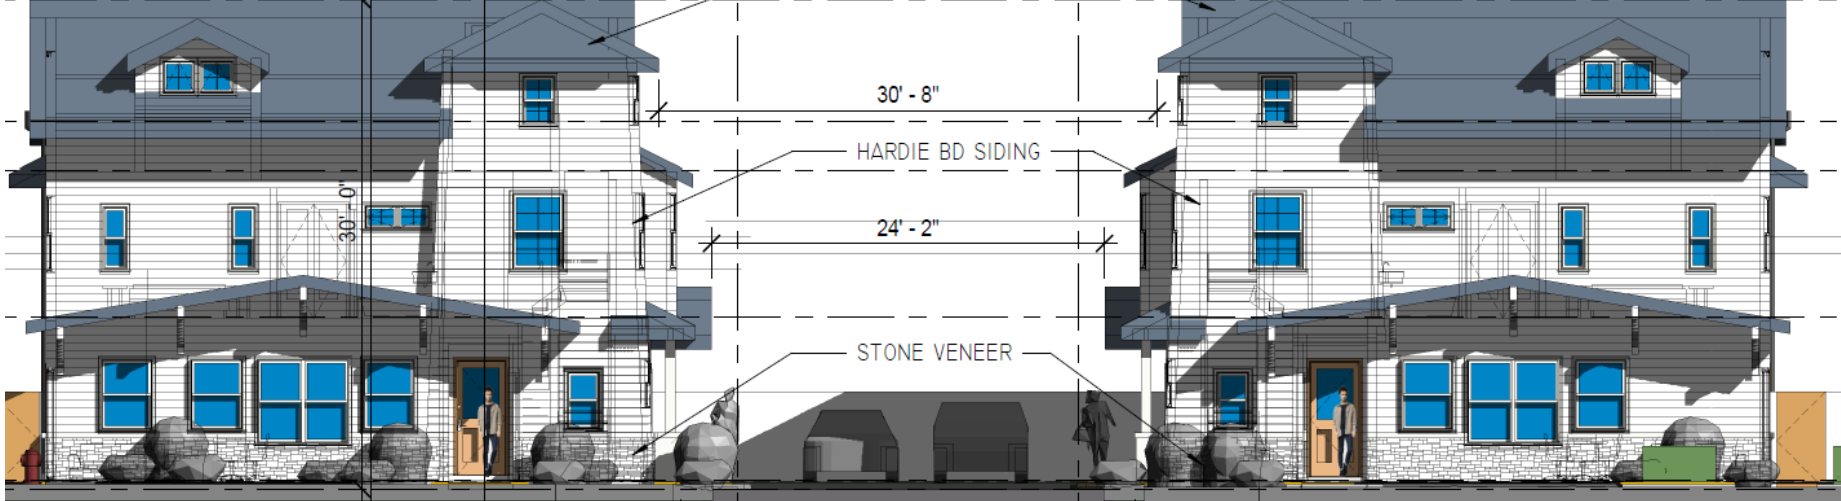 30' - 8"
HARDIE BD SIDING
30' - 0"
24' - 2"
STONE VENEER